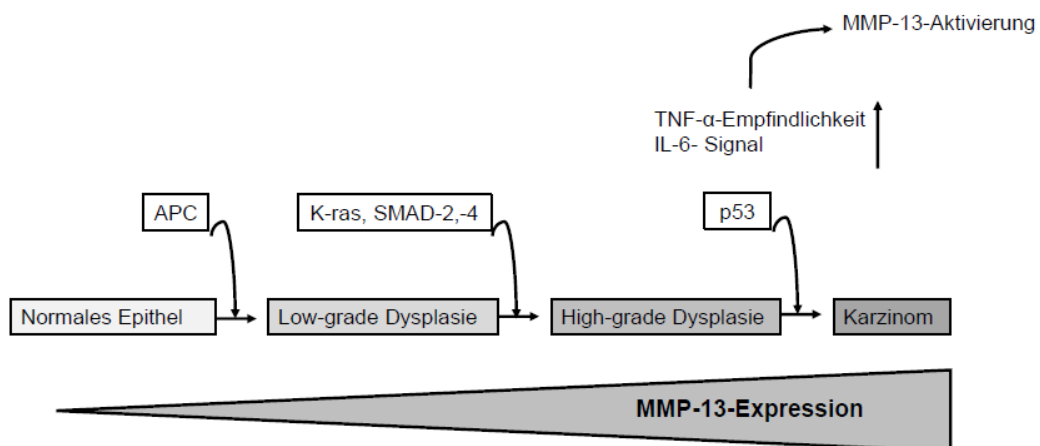 MMP-13-Aktivierung
TNF-α-Empfindlichkeit
IL-6- Signal
APC
K-ras, SMAD-2,-4
p53
Normales Epithel
Low-grade Dysplasie
High-grade Dysplasie
Karzinom
MMP-13-Expression